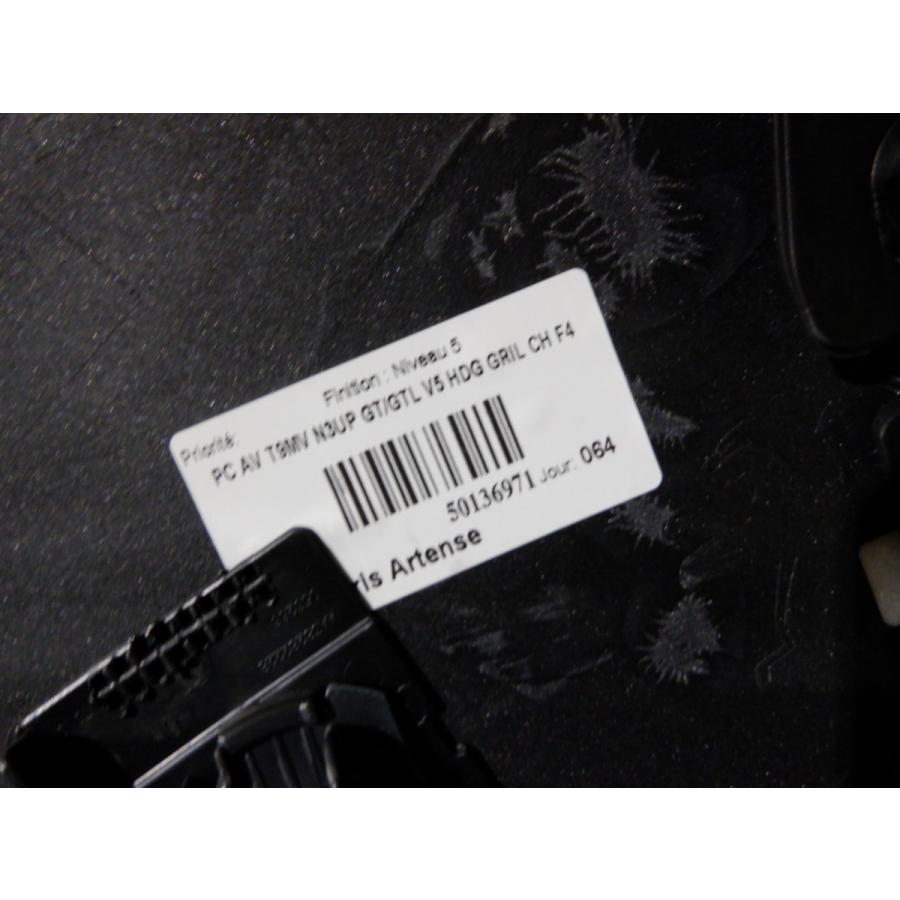 Finition : Niveau 5
Priorité:
PC AV T9MV N3UP GT/GTL V5 HDG GRIL CH F4
50136971 Jour: 064
Artense